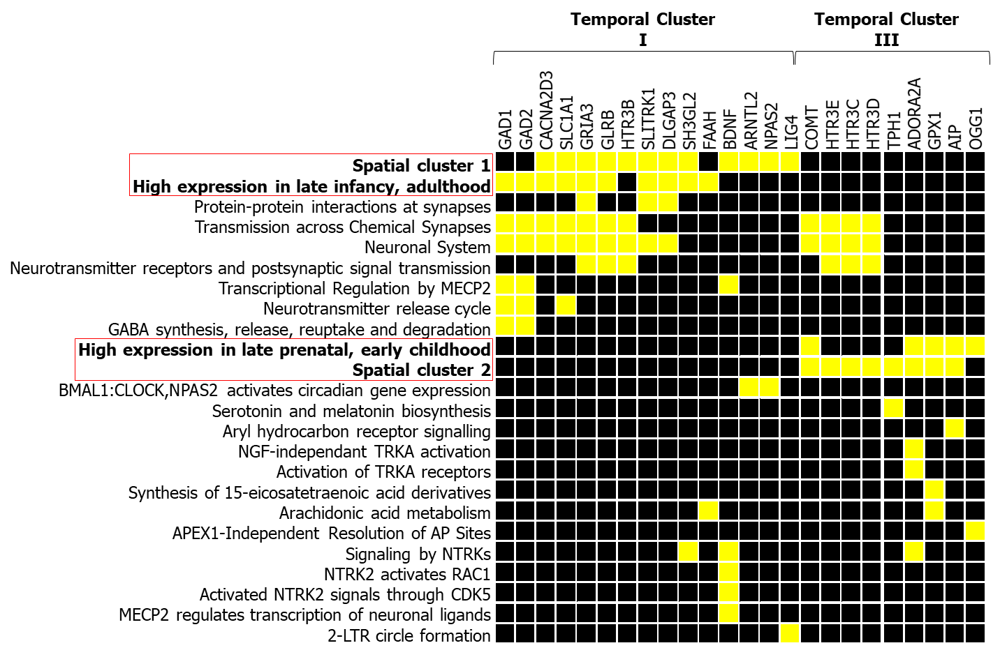 Temporal Cluster
I
Temporal Cluster
III
GAD1
GAD2
CACNA2D3
SLC1A1
GRIA3
GLRB
HTR3B
SLITRK1
DLGAP3
SH3GL2
FAAH
BDNF
ARNTL2
NPAS2
LIG4
COMT
HTR3E
HTR3C
HTR3D
TPH1
ADORA2A
GPX1
AIP
OGG1
Spatial cluster 1
High expression in late infancy, adulthood
Protein-protein interactions at synapses
Transmission across Chemical Synapses
Neuronal System
Neurotransmitter receptors and postsynaptic signal transmission
Transcriptional Regulation by MECP2
Neurotransmitter release cycle
GABA synthesis, release, reuptake and degradation
High expression in late prenatal, early childhood
Spatial cluster 2
BMAL1:CLOCK,NPAS2 activates circadian gene expression
Serotonin and melatonin biosynthesis
Aryl hydrocarbon receptor signalling
NGF-independant TRKA activation
Activation of TRKA receptors
Synthesis of 15-eicosatetraenoic acid derivatives
Arachidonic acid metabolism
APEX1-Independent Resolution of AP Sites
Signaling by NTRKs
NTRK2 activates RAC1
Activated NTRK2 signals through CDK5
MECP2 regulates transcription of neuronal ligands
2-LTR circle formation